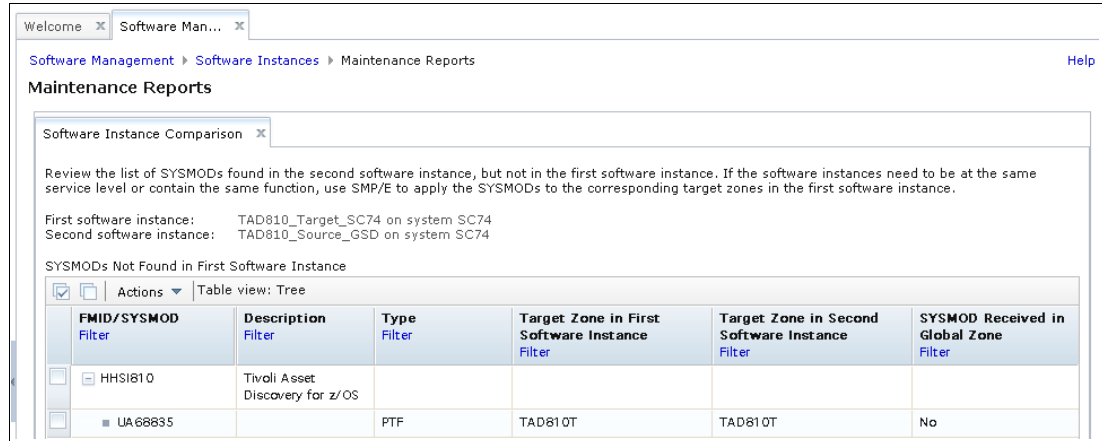 Welcome X Software Man... X
Software Management Software Instances Maintenance Reports Help
Maintenance Reports
Software Instance Comparison X
Review the list of SYSMODs found in the second software instance, but not in the first software instance. If the software instances need to be at the same
service level or contain the same function, use SMP/E to apply the SYSMODs to the corresponding target zones in the first software instance.
First software instance: TAD810_Target_SC74 on system SC74
Second software instance: TAD810_Source_GSD on system SC74
SYSMODs Not Found in First Software Instance
Actions Table view: Tree
FMID/SYSMOD Description Type Target Zone in First Target Zone in Second SYSMOD Received in
Filter Filter Filter Software Instance Software Instance Global Zone
Filter Filter Filter
HHSI810 Tivoli Asset
Discovery for z/OS
UA68835 PTF TAD810T TAD810T No